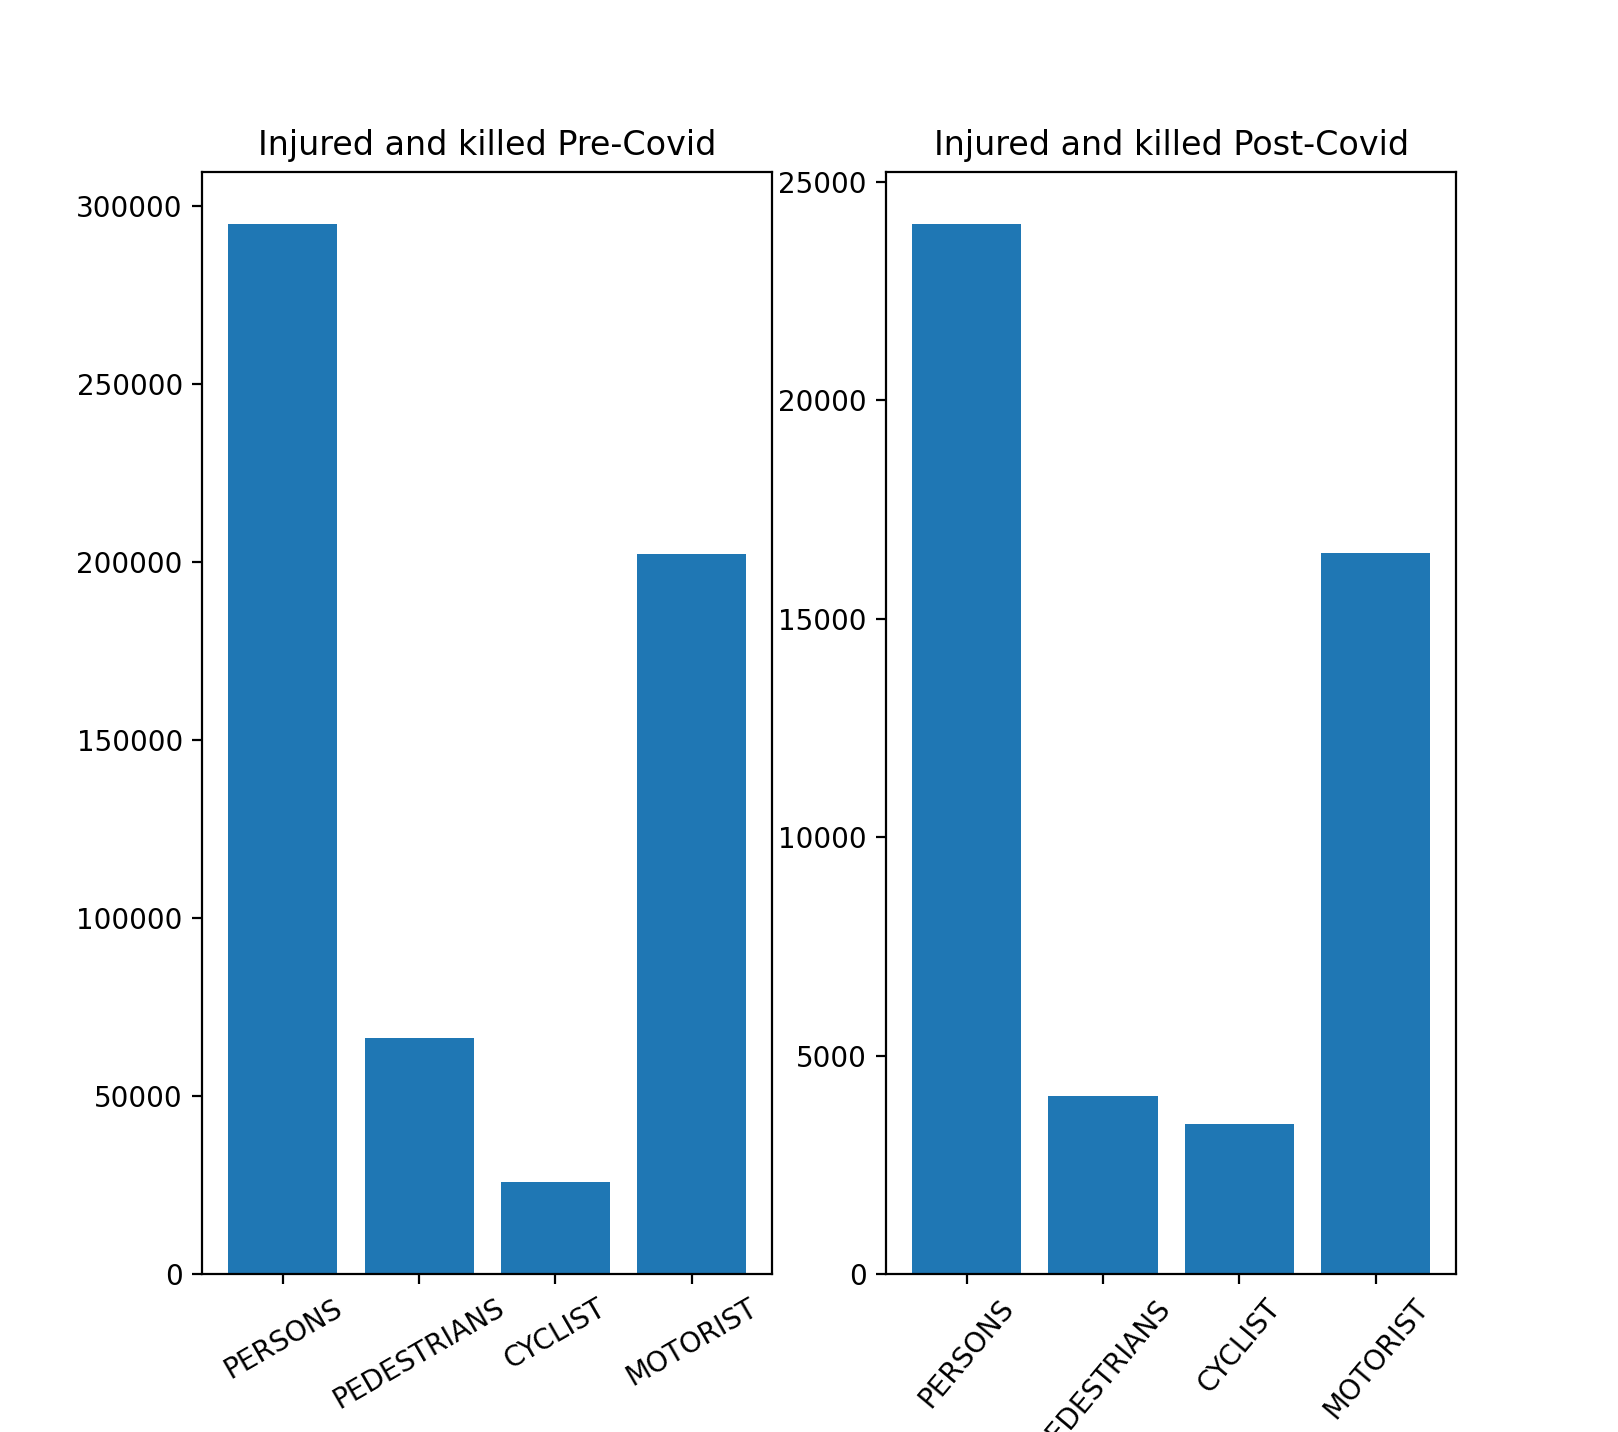 Injured and killed Pre-Covid
300000
250000
200000
150000
100000
50000
0
PERSONS
PEDESTRIANS
CYCLIST
MOTORIST
Injured and killed Post-Covid
25000
20000
15000
10000
5000
0
PERSONS
EDESTRIANS
CYCLIST
MOTORIST